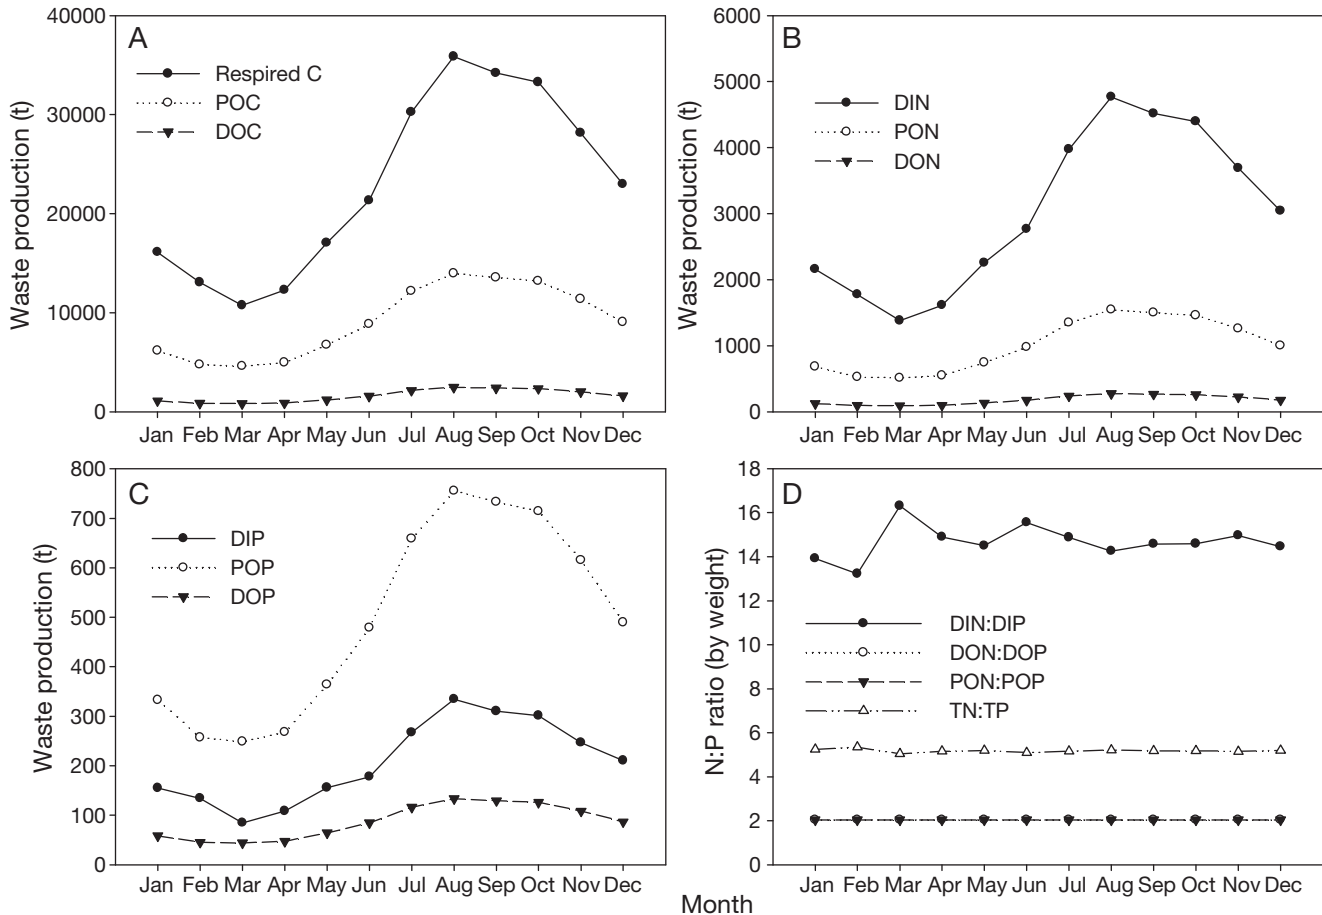 A
Waste production (t)
40000
30000
20000
10000
0
Respired C
POC
DOC
Jan Feb Mar Apr May Jun Jul Aug Sep Oct Nov Dec
B
Waste production (t)
6000
5000
4000
3000
2000
1000
0
DIN
PON
DON
Jan Feb Mar Apr May Jun Jul Aug Sep Oct Nov Dec
C
Waste production (t)
800
700
600
500
400
300
200
100
0
DIP
POP
DOP
Jan Feb Mar Apr May Jun Jul Aug Sep Oct Nov Dec
D
N:P ratio (by weight)
18
16
14
12
10
8
6
4
2
0
DIN:DIP
DON:DOP
PON:POP
TN:TP
Jan Feb Mar Apr May Jun Jul Aug Sep Oct Nov Dec
Month